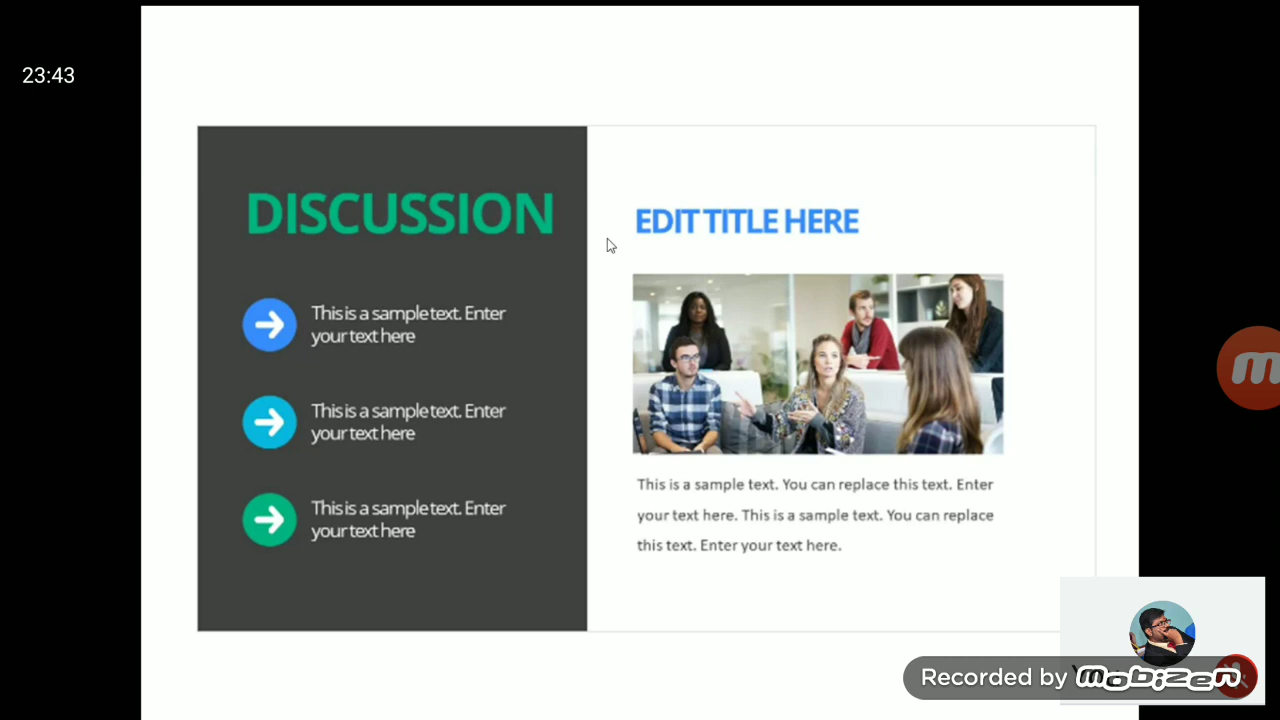 23:43
DISCUSSION
This is a sample text. Enter
your text here
This is a sample text. Enter
your text here
This is a sample text. Enter
your text here
EDIT TITLE HERE
This is a sample text. You can replace this text. Enter
your text here. This is a sample text. You can replace
this text. Enter your text here.
Recorded by mobizen